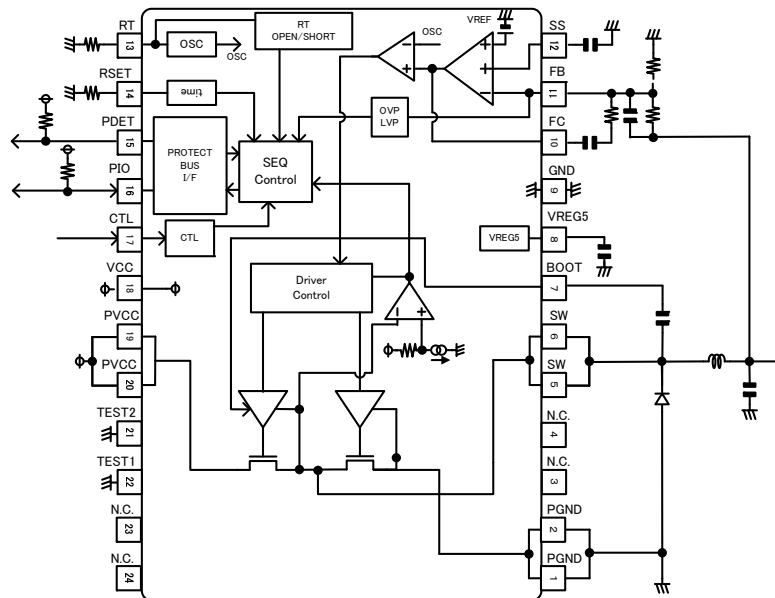 RT
13
OSC
OSC
RT
OPEN/SHORT
OSC
VREF
SS
12
RSET
14
time
FB
11
OVP
LVP
PDET
15
PROTECT
BUS
I/F
SEQ
Control
FC
10
PIO
16
GND
9
CTL
17
CTL
VREG5
VREG5
8
VCC
18
Driver
Control
BOOT
7
PVCC
19
SW
6
PVCC
20
SW
5
TEST2
21
N.C.
4
TEST1
22
N.C.
3
N.C.
23
PGND
2
N.C.
24
PGND
1